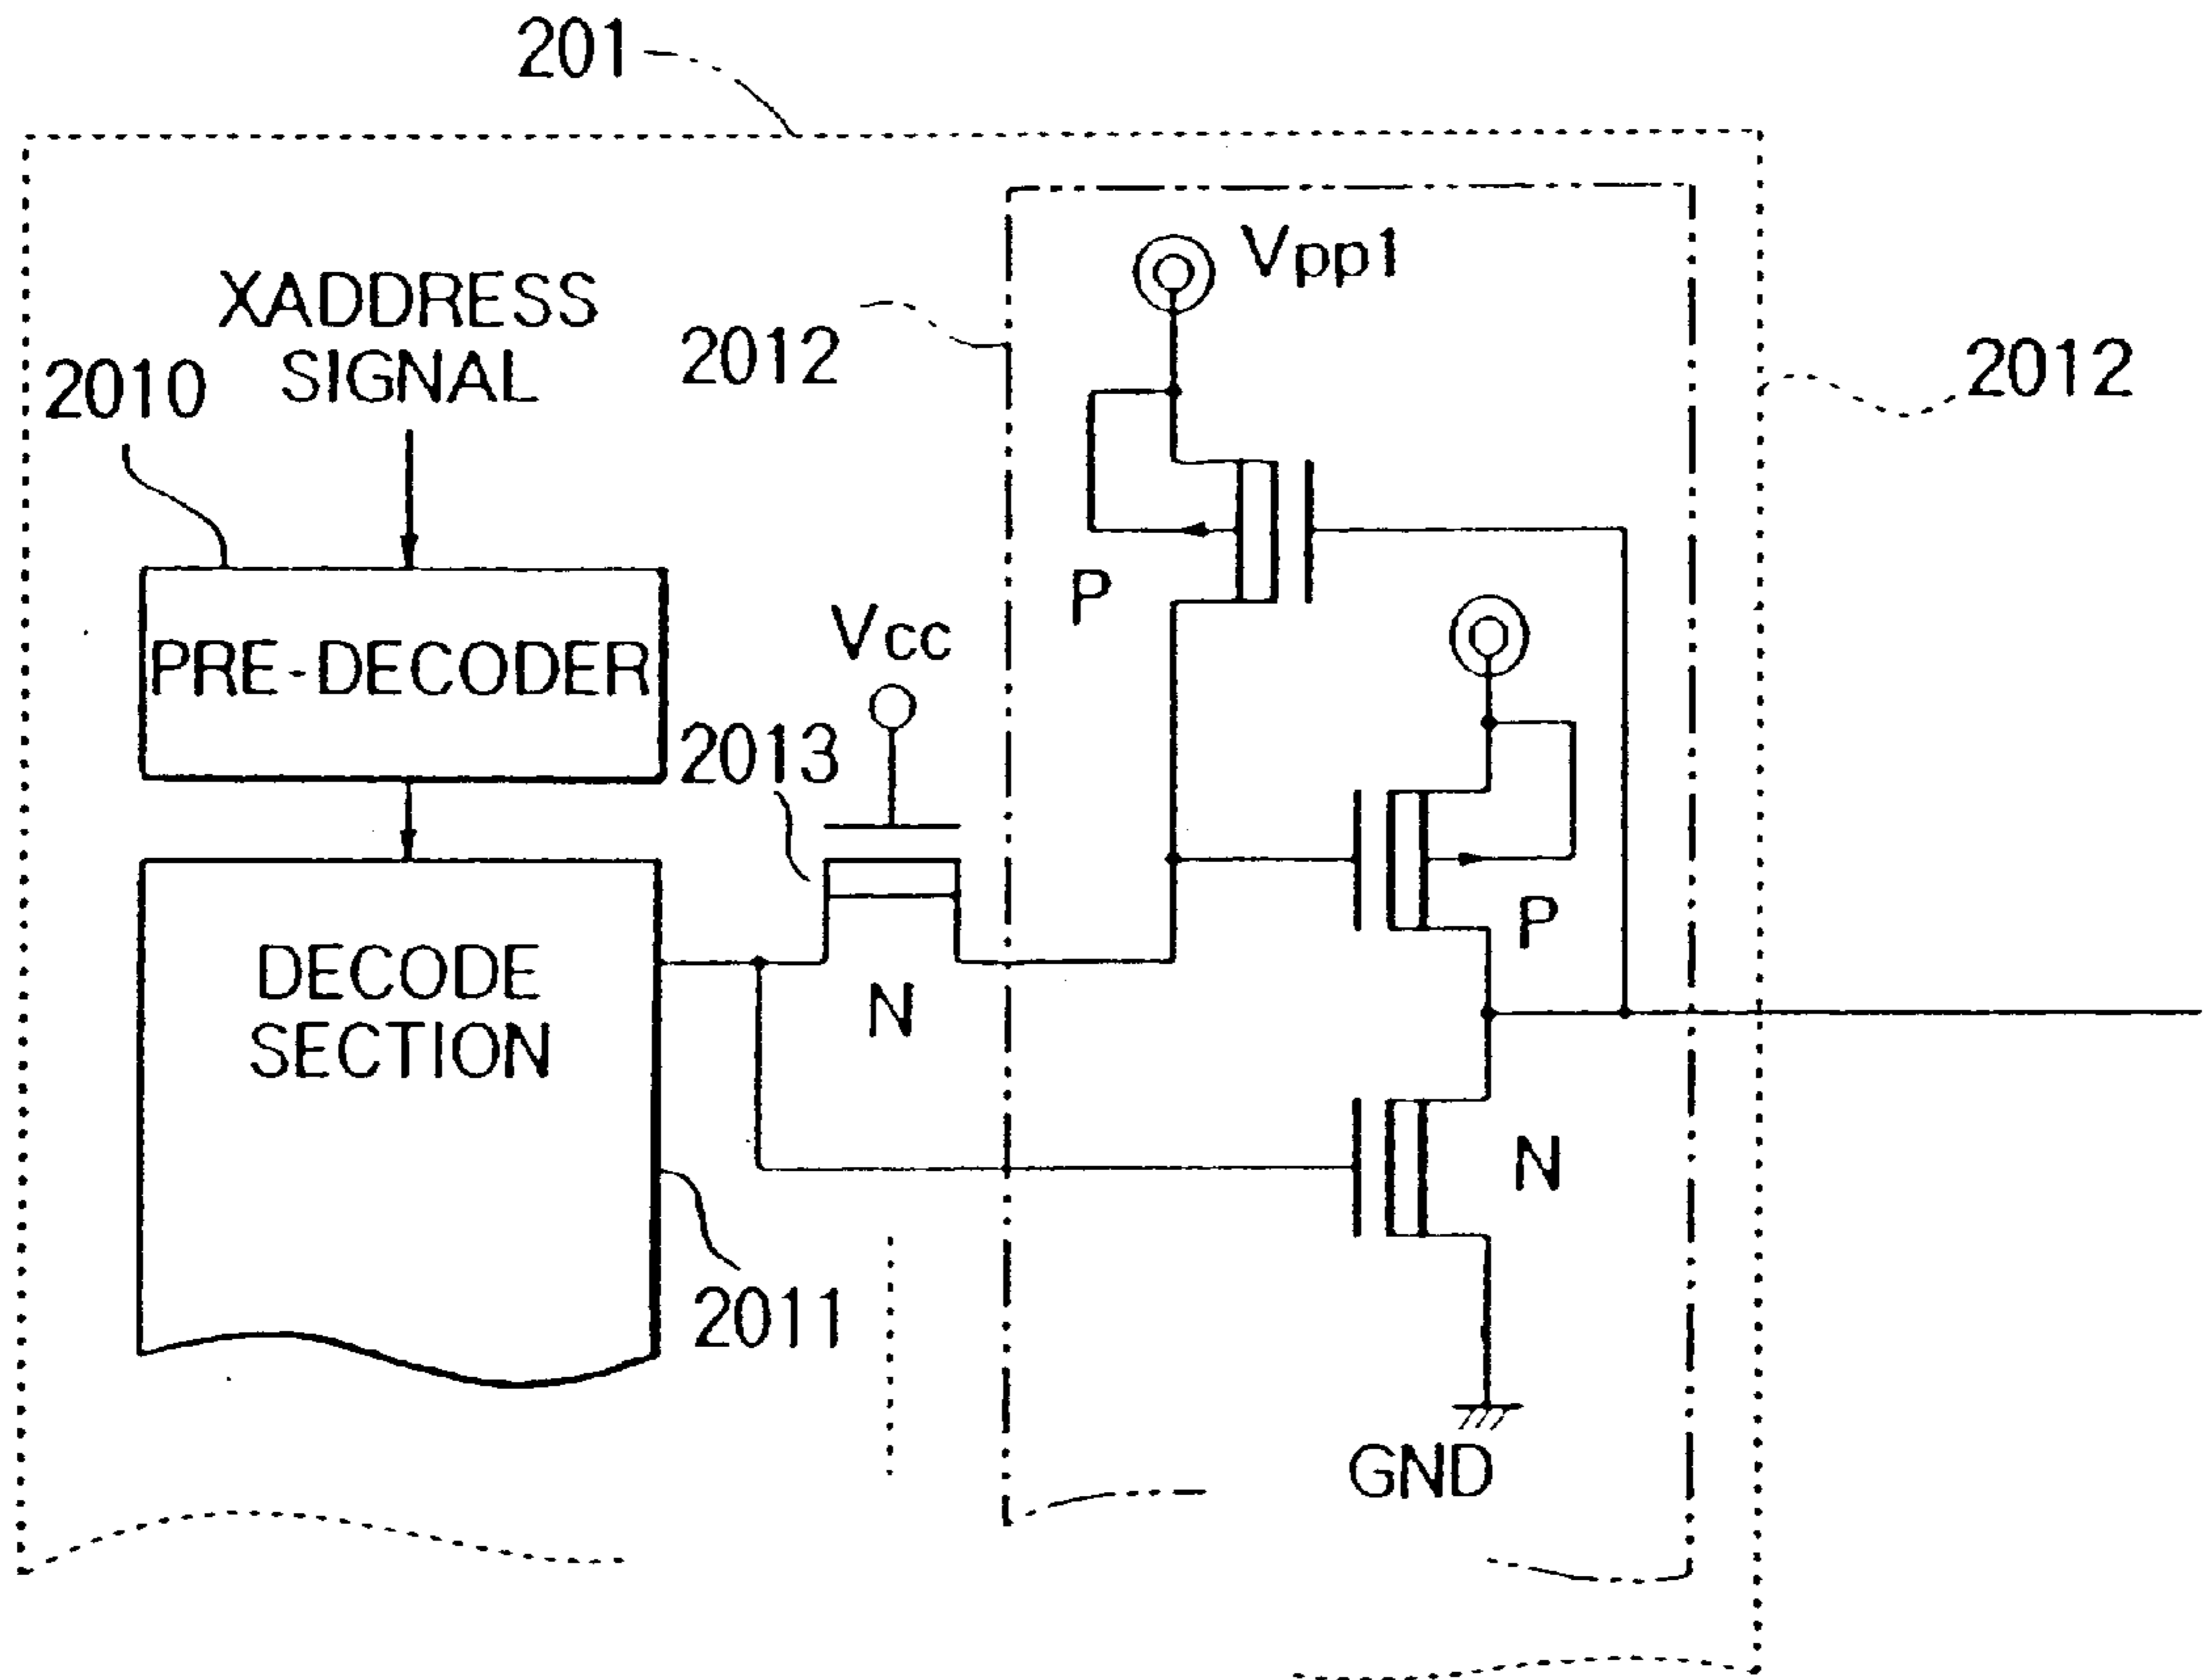 201
Vpp1
XADDRESS
SIGNAL
2012
2012
2010
P
Vcc
PRE-DECODER
2013
P
DECODE
SECTION
N
N
2011
GND